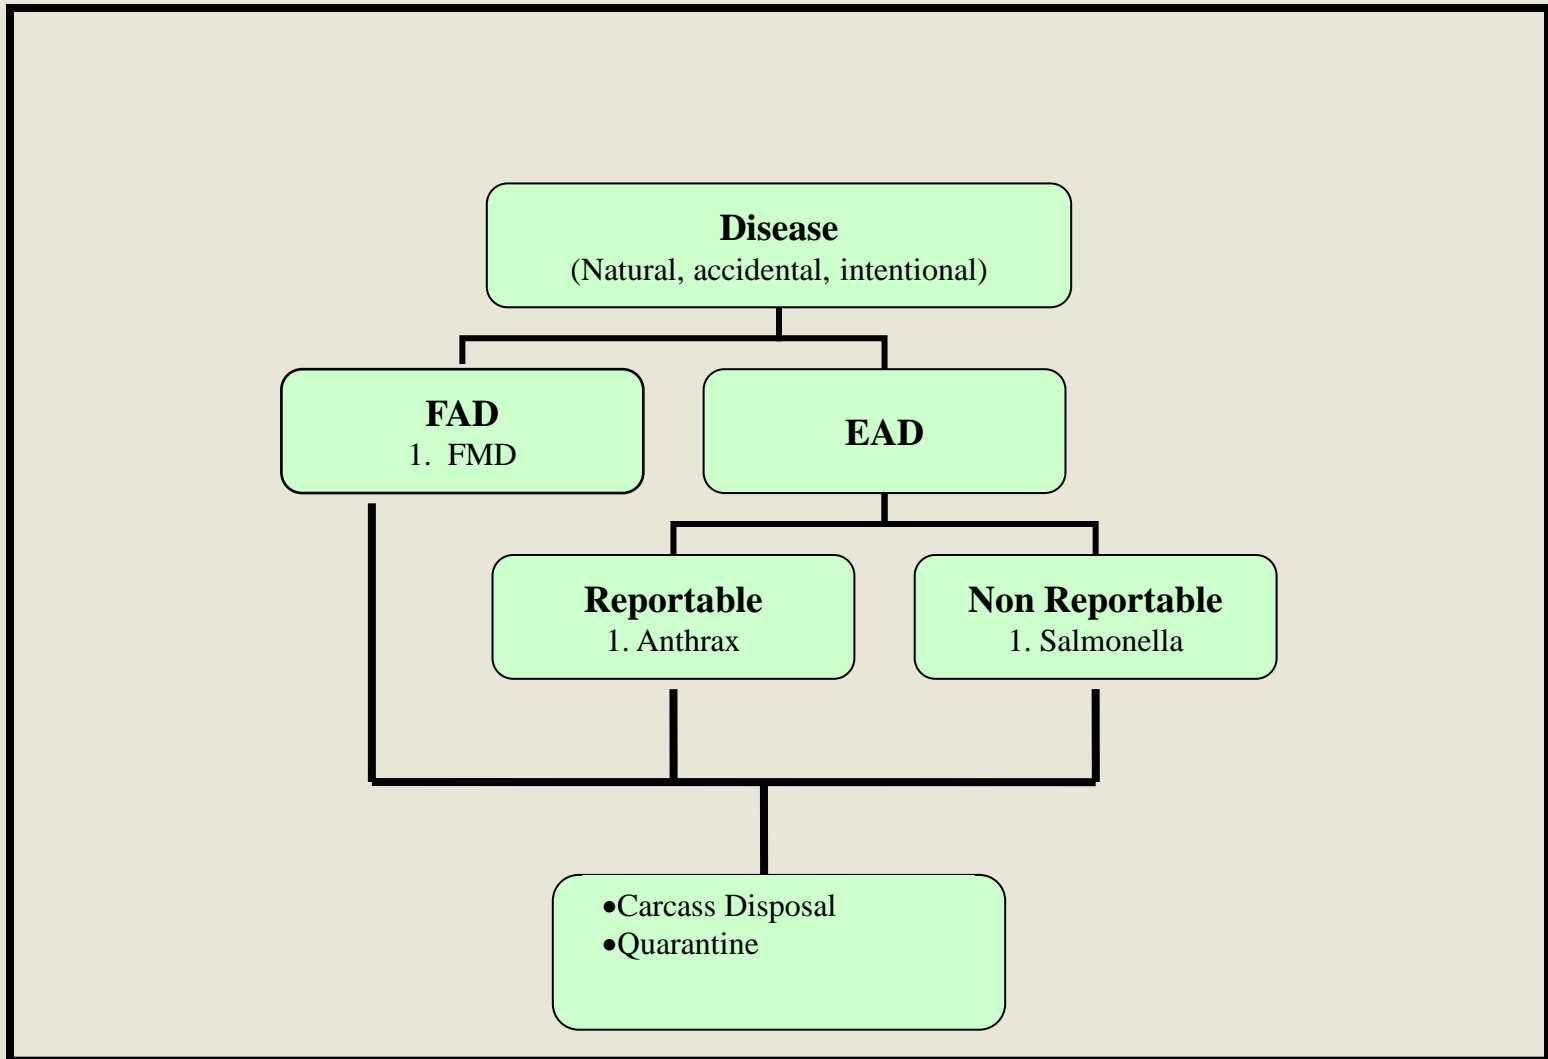 Disease
(Natural, accidental, intentional)
FAD
1. FMD
EAD
Reportable
1. Anthrax
Non Reportable
1. Salmonella
•Carcass Disposal
•Quarantine